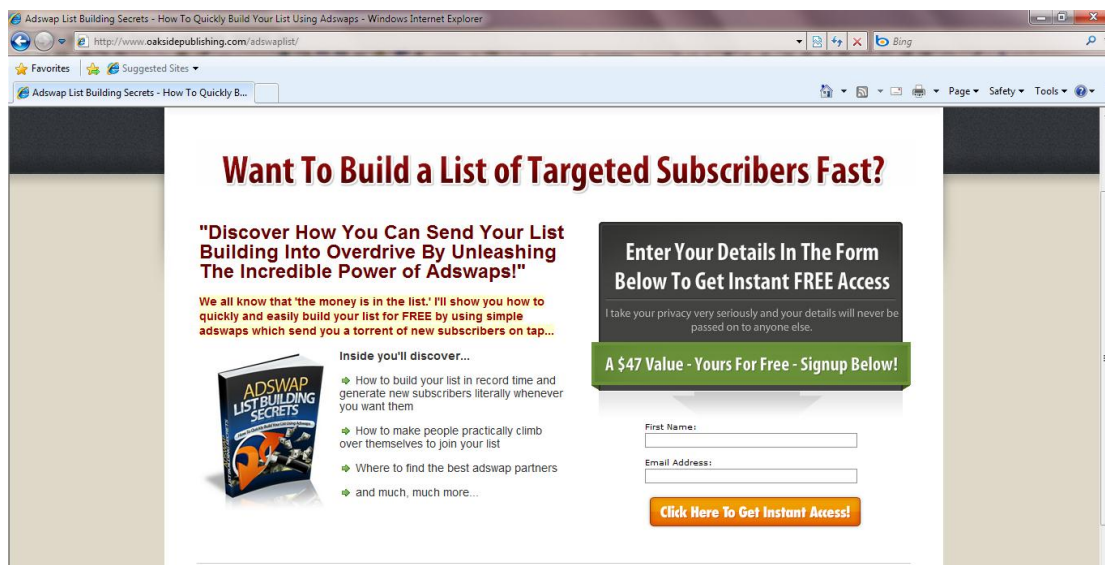 Adswap List Building Secrets - How To Quickly Build Your List Using Adswaps - Windows Internet Explorer
http://www.oaksidepublishing.com/adswaplist/
Bing
Favorites
Suggested Sites
Adswap List Building Secrets - How To Quickly B...
Page
Safety
Tools
Want To Build a List of Targeted Subscribers Fast?
"Discover How You Can Send Your List
Building Into Overdrive By Unleashing
The Incredible Power of Adswaps!"
We all know that 'the money is in the list.' I'll show you how to
quickly and easily build your list for FREE by using simple
adswaps which send you a torrent of new subscribers on tap...
ADSWAP
LIST BUILDING
SECRETS
Inside you'll discover...
How to build your list in record time and
generate new subscribers literally whenever
you want them
How to make people practically climb
over themselves to join your list
Where to find the best adswap partners
and much, much more...
Enter Your Details In The Form
Below To Get Instant FREE Access
I take your privacy very seriously and your details will never be
passed on to anyone else.
A $47 Value - Yours For Free - Signup Below!
First Name:
Email Address:
Click Here To Get Instant Access!